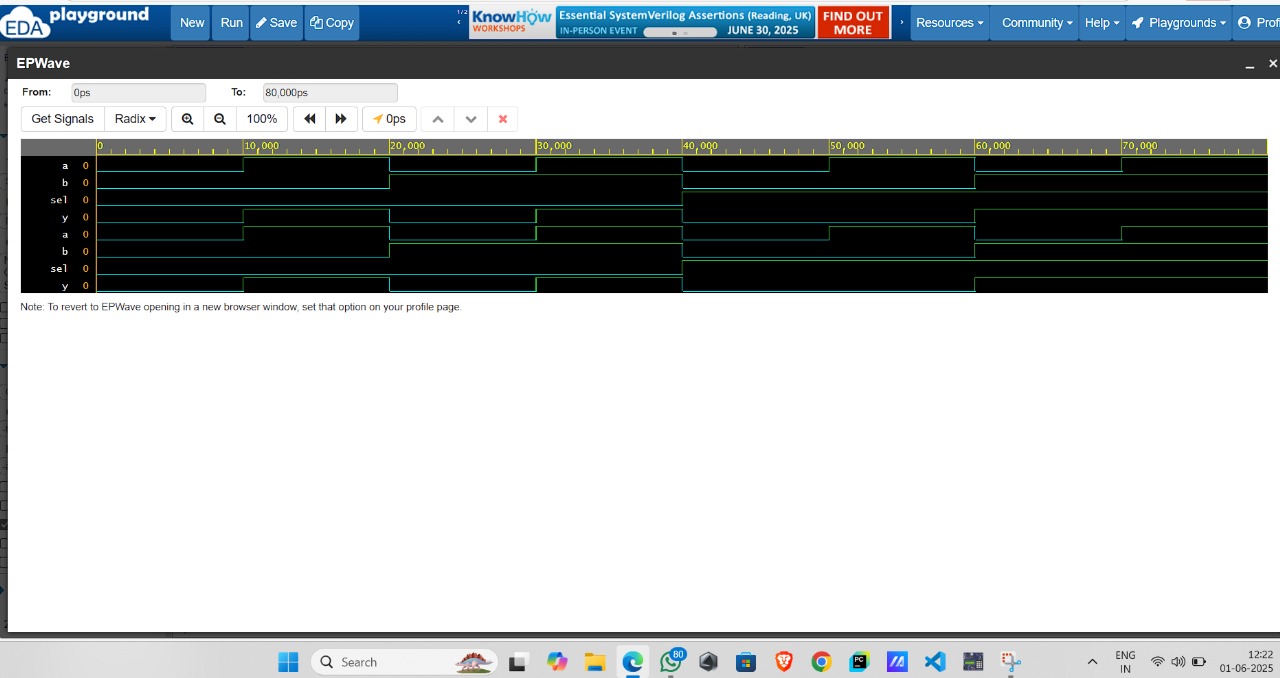 EDA playground
New Run Save Copy
1/2
KnowHow WORKSHOPS
Essential SystemVerilog Assertions (Reading, UK)
IN-PERSON EVENT JUNE 30, 2025
FIND OUT MORE
Resources Community Help Playgrounds Prof
EPWave
From: 0ps To: 80,000ps
Get Signals Radix 100% 0ps
0 10,000 20,000 30,000 40,000 50,000 60,000 70,000
a 0
b 0
sel 0
y 0
a 0
b 0
sel 0
y 0
Note: To revert to EPWave opening in a new browser window, set that option on your profile page.
Search
80
PC
ENG
IN
12:22
01-06-2025